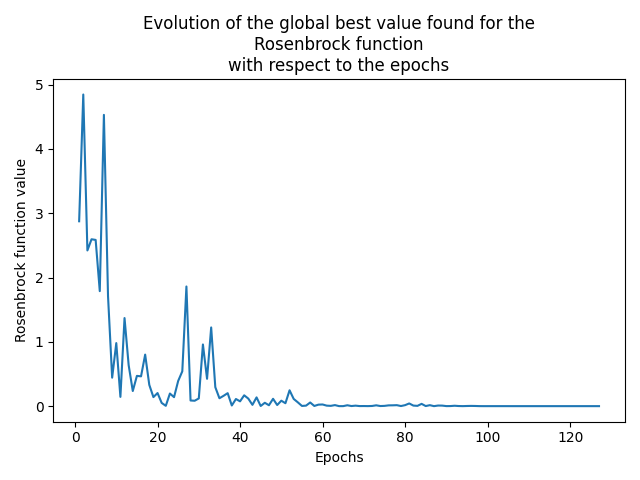 Evolution of the global best value found for the
Rosenbrock function
with respect to the epochs
5
4
3
2
1
0
Rosenbrock function value
0 20 40 60 80 100 120
Epochs